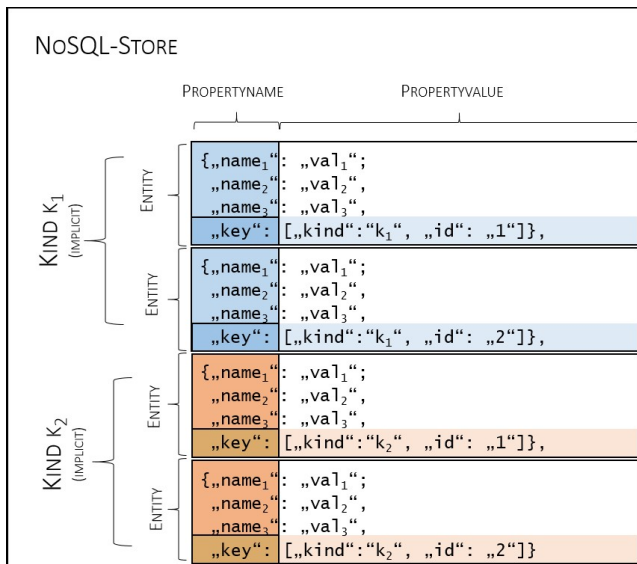 NoSQL-Store
Propertyname Propertyvalue
Kind k₁
(implicit)
Entity
{„name₁“: „val₁“;
„name₂“: „val₂“,
„name₃“: „val₃“,
„key“: [„kind“:“k₁“, „id“: „1“]},
Entity
{„name₁“: „val₁“;
„name₂“: „val₂“,
„name₃“: „val₃“,
„key“: [„kind“:“k₁“, „id“: „2“]},
Kind k₂
(implicit)
Entity
{„name₁“: „val₁“;
„name₂“: „val₂“,
„name₃“: „val₃“,
„key“: [„kind“:“k₂“, „id“: „1“]},
Entity
{„name₁“: „val₁“;
„name₂“: „val₂“,
„name₃“: „val₃“,
„key“: [„kind“:“k₂“, „id“: „2“]}